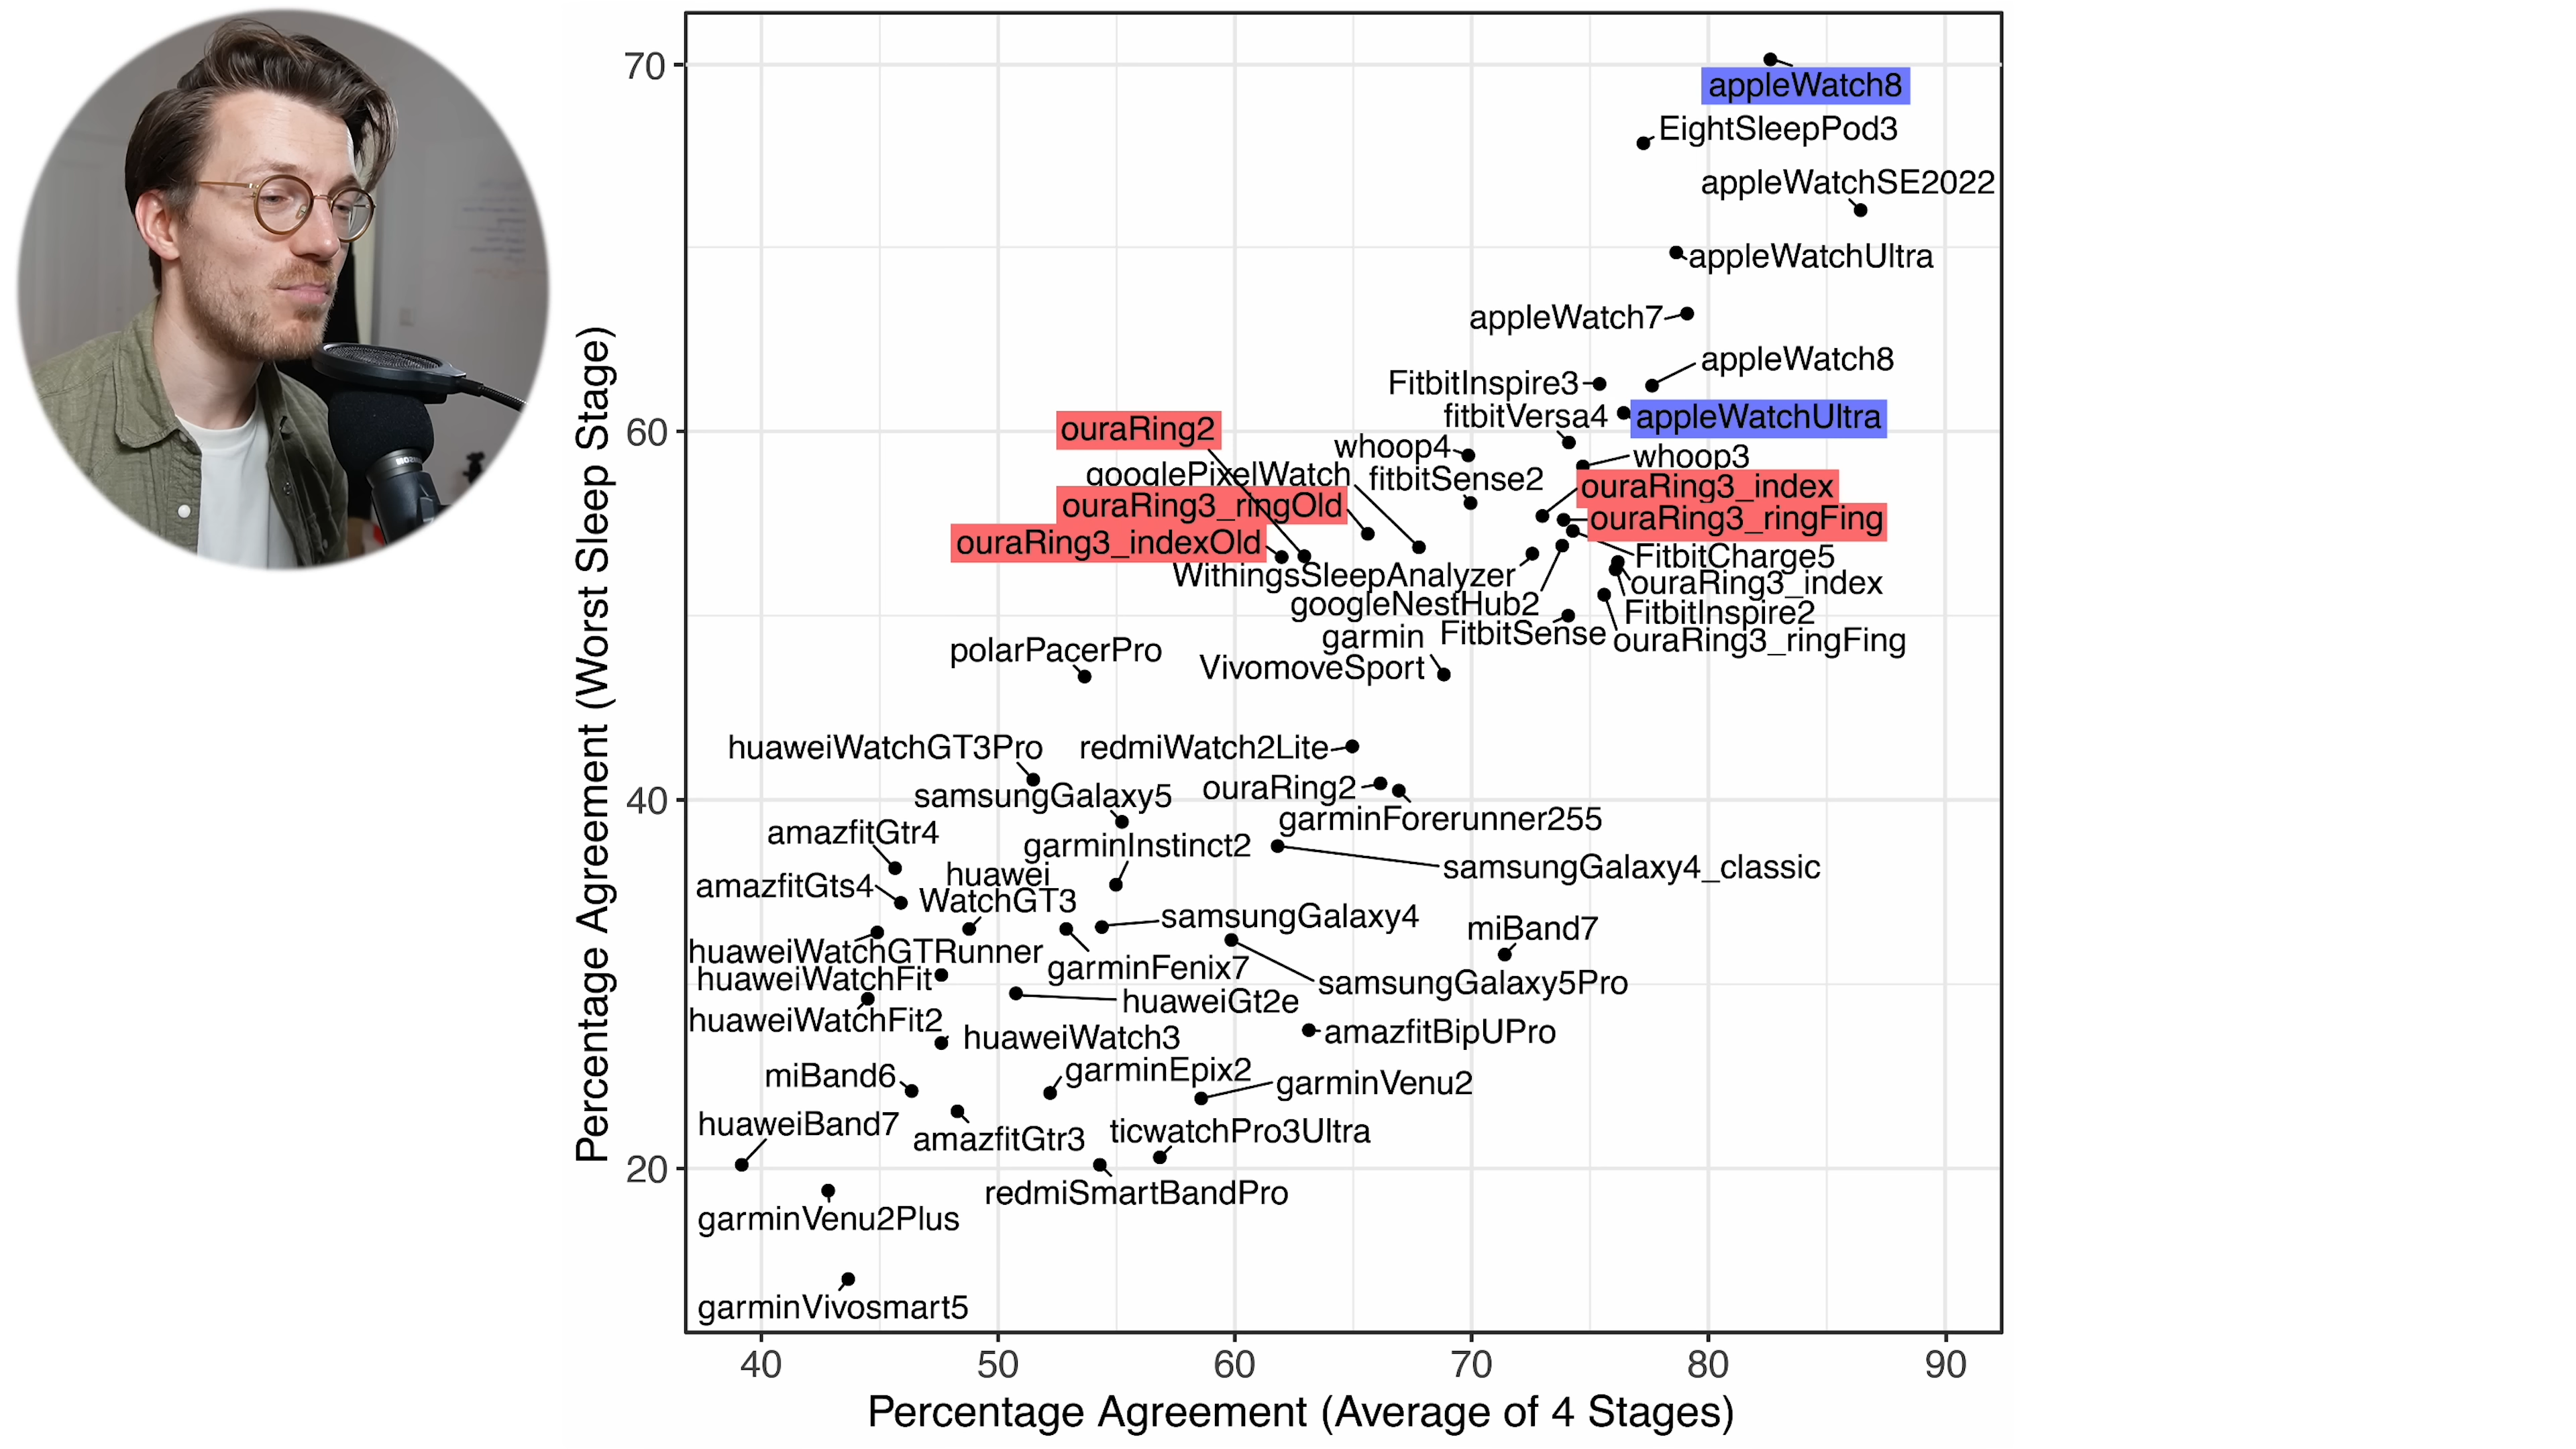 70
60
40
20
Percentage Agreement (Worst Sleep Stage)
appleWatch8
EightSleepPod3
appleWatchSE2022
appleWatchUltra
appleWatch7
appleWatch8
FitbitInspire3
fitbitVersa4
appleWatchUltra
ouraRing2
whoop4
whoop3
googlePixelWatch
fitbitSense2
ouraRing3_index
ouraRing3_ringOld
ouraRing3_ringFing
ouraRing3_indexOld
FitbitCharge5
WithingsSleepAnalyzer
ouraRing3_index
googleNestHub2
FitbitInspire2
garmin
VivomoveSport
FitbitSense
ouraRing3_ringFing
polarPacerPro
huaweiWatchGT3Pro
redmiWatch2Lite
samsungGalaxy5
ouraRing2
garminForerunner255
amazfitGtr4
garminInstinct2
samsungGalaxy4_classic
huawei
WatchGT3
amazfitGts4
samsungGalaxy4
miBand7
huaweiWatchGTRunner
garminFenix7
huaweiWatchFit
samsungGalaxy5Pro
huaweiGt2e
huaweiWatchFit2
huaweiWatch3
amazfitBipUPro
miBand6
garminEpix2
garminVenu2
huaweiBand7
amazfitGtr3
ticwatchPro3Ultra
redmiSmartBandPro
garminVenu2Plus
garminVivosmart5
40 50 60 70 80 90
Percentage Agreement (Average of 4 Stages)